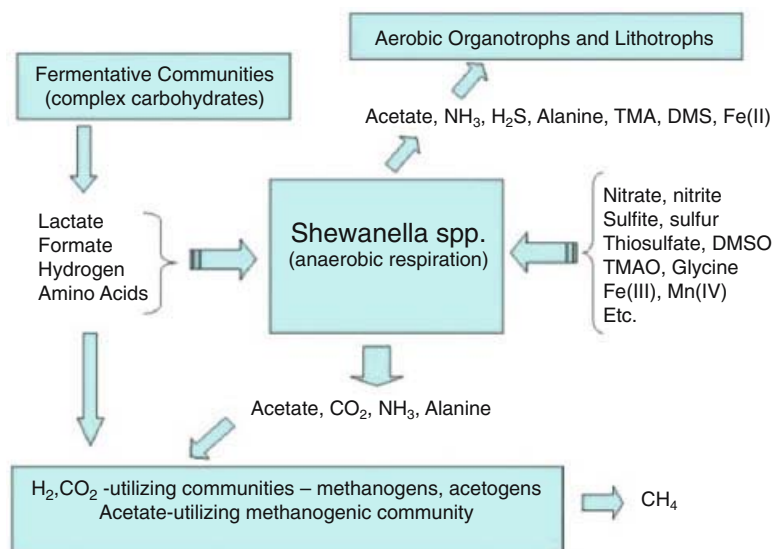 Aerobic Organotrophs and Lithotrophs
Fermentative Communities
(complex carbohydrates)
Acetate, NH₃, H₂S, Alanine, TMA, DMS, Fe(II)
Lactate
Formate
Hydrogen
Amino Acids
Shewanella spp.
(anaerobic respiration)
Nitrate, nitrite
Sulfite, sulfur
Thiosulfate, DMSO
TMAO, Glycine
Fe(III), Mn(IV)
Etc.
Acetate, CO₂, NH₃, Alanine
H₂,CO₂ -utilizing communities – methanogens, acetogens
Acetate-utilizing methanogenic community
CH₄